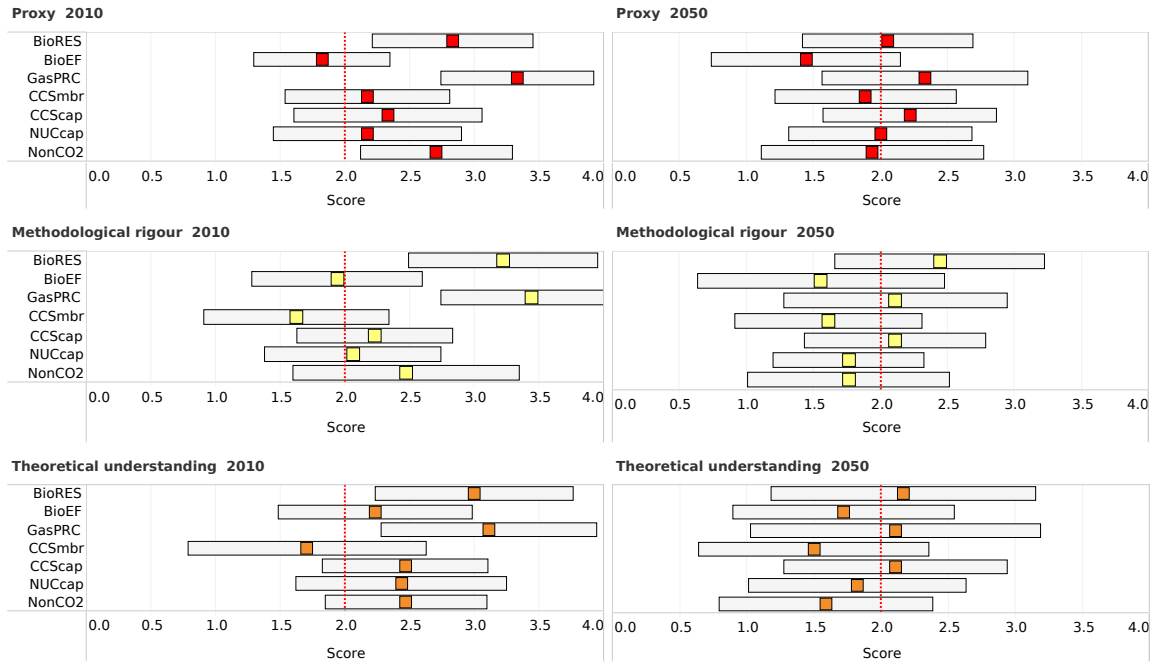 Proxy  2010
BioRES
BioEF
GasPRC
CCSmbr
CCScap
NUCcap
NonCO2
0.0 0.5 1.0 1.5 2.0 2.5 3.0 3.5 4.0
Score
Proxy  2050
0.0 0.5 1.0 1.5 2.0 2.5 3.0 3.5 4.0
Score
Methodological rigour  2010
BioRES
BioEF
GasPRC
CCSmbr
CCScap
NUCcap
NonCO2
0.0 0.5 1.0 1.5 2.0 2.5 3.0 3.5 4.0
Score
Methodological rigour  2050
0.0 0.5 1.0 1.5 2.0 2.5 3.0 3.5 4.0
Score
Theoretical understanding  2010
BioRES
BioEF
GasPRC
CCSmbr
CCScap
NUCcap
NonCO2
0.0 0.5 1.0 1.5 2.0 2.5 3.0 3.5 4.0
Score
Theoretical understanding  2050
0.0 0.5 1.0 1.5 2.0 2.5 3.0 3.5 4.0
Score